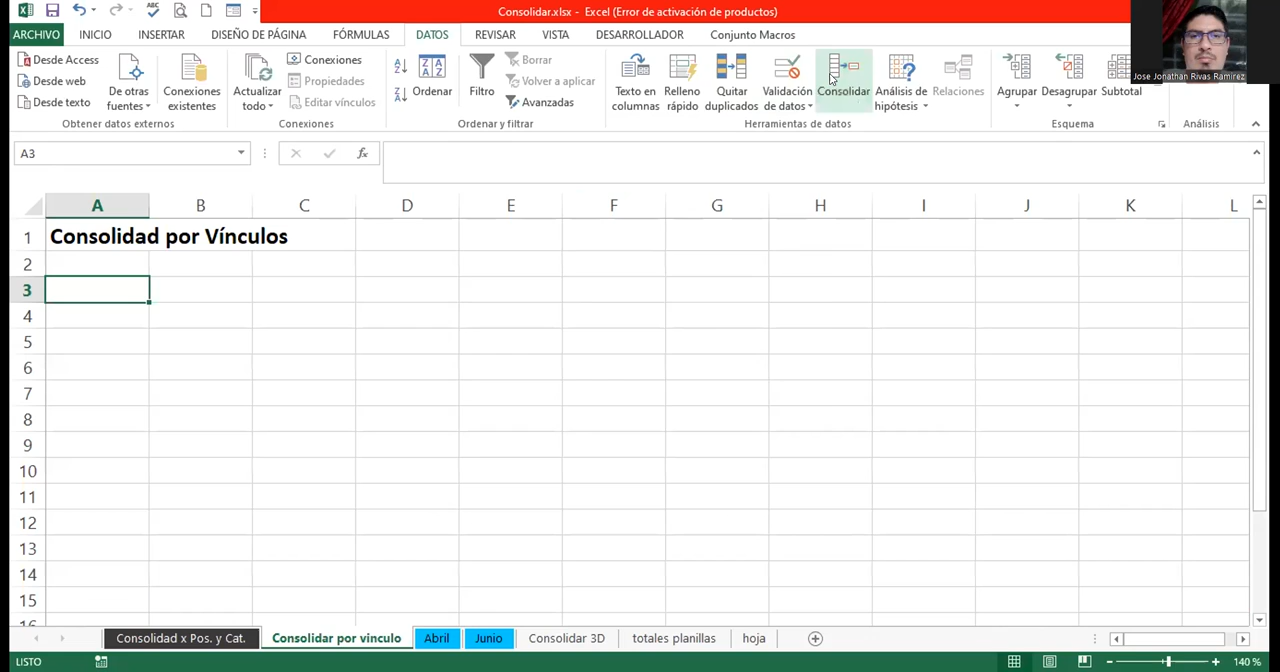 Consolidar.xlsx - Excel (Error de activación de productos)
ARCHIVO INICIO INSERTAR DISEÑO DE PÁGINA FÓRMULAS DATOS REVISAR VISTA DESARROLLADOR Conjunto Macros
Jose Jonathan Rivas Ramirez
Desde Access
Desde web
Desde texto
De otras fuentes
Conexiones existentes
Obtener datos externos
Actualizar todo
Conexiones
Propiedades
Editar vínculos
Conexiones
Ordenar
Filtro
Borrar
Volver a aplicar
Avanzadas
Ordenar y filtrar
Texto en columnas
Relleno rápido
Quitar duplicados
Validación de datos
Consolidar
Análisis de hipótesis
Relaciones
Herramientas de datos
Agrupar
Desagrupar
Subtotal
Esquema
Análisis
A3
fx
A B C D E F G H I J K L
1 Consolidad por Vínculos
2
3
4
5
6
7
8
9
10
11
12
13
14
15
16
Consolidad x Pos. y Cat. Consolidar por vinculo Abril Junio Consolidar 3D totales planillas hoja
LISTO 140 %